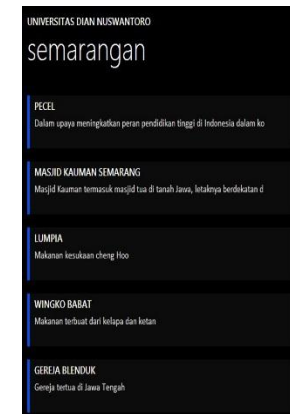 UNIVERSITAS DIAN NUSWANTORO
semarangan
PECEL
Dalam upaya meningkatkan peran pendidikan tinggi di Indonesia dalam ko
MASJID KAUMAN SEMARANG
Masjid Kauman termasuk masjid tua di tanah Jawa, letaknya berdekatan d
LUMPIA
Makanan kesukaan cheng Hoo
WINGKO BABAT
Makanan terbuat dari kelapa dan ketan
GEREJA BLENDUK
Gereja tertua di Jawa Tengah